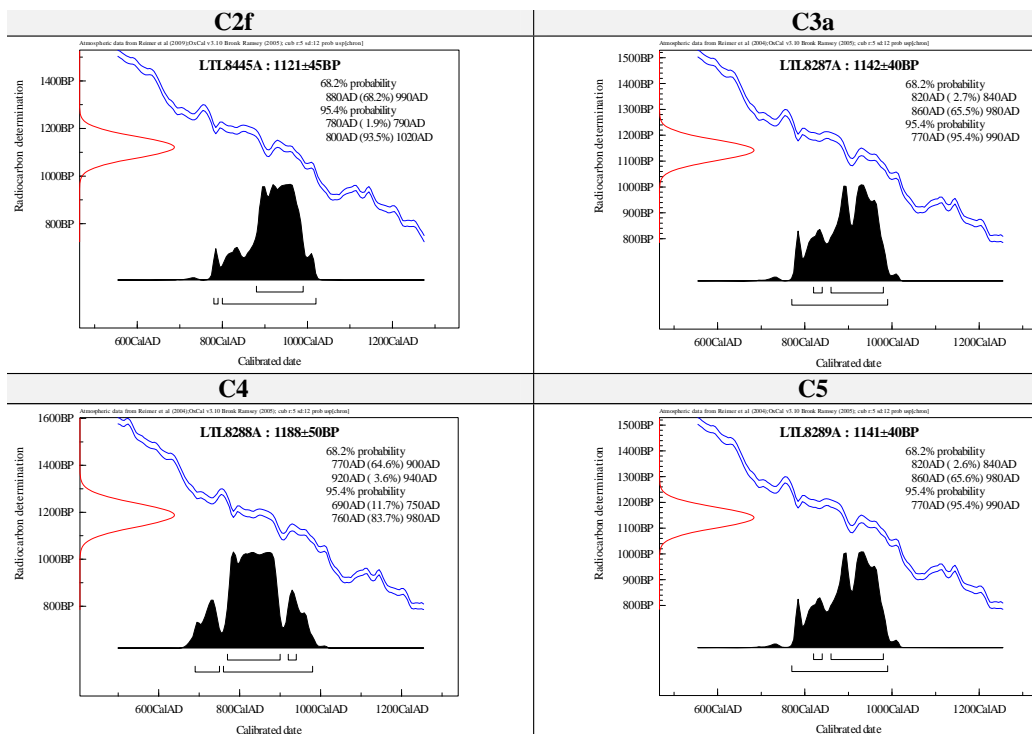 C2f
Atmospheric data from Reimer et al (2009);OxCal v3.10 Bronk Ramsey (2005); cub r:5 sd:12 prob usp[chron]
LTL8445A : 1121±45BP
68.2% probability
880AD (68.2%) 990AD
95.4% probability
780AD ( 1.9%) 790AD
800AD (93.5%) 1020AD
Radiocarbon determination
1400BP
1200BP
1000BP
800BP
600CalAD 800CalAD 1000CalAD 1200CalAD
Calibrated date
C3a
Atmospheric data from Reimer et al (2004);OxCal v3.10 Bronk Ramsey (2005); cub r:5 sd:12 prob usp[chron]
LTL8287A : 1142±40BP
68.2% probability
820AD ( 2.7%) 840AD
860AD (65.5%) 980AD
95.4% probability
770AD (95.4%) 990AD
Radiocarbon determination
1500BP
1400BP
1300BP
1200BP
1100BP
1000BP
900BP
800BP
600CalAD 800CalAD 1000CalAD 1200CalAD
Calibrated date
C4
Atmospheric data from Reimer et al (2004);OxCal v3.10 Bronk Ramsey (2005); cub r:5 sd:12 prob usp[chron]
LTL8288A : 1188±50BP
68.2% probability
770AD (64.6%) 900AD
920AD ( 3.6%) 940AD
95.4% probability
690AD (11.7%) 750AD
760AD (83.7%) 980AD
Radiocarbon determination
1600BP
1400BP
1200BP
1000BP
800BP
600CalAD 800CalAD 1000CalAD 1200CalAD
Calibrated date
C5
Atmospheric data from Reimer et al (2004);OxCal v3.10 Bronk Ramsey (2005); cub r:5 sd:12 prob usp[chron]
LTL8289A : 1141±40BP
68.2% probability
820AD ( 2.6%) 840AD
860AD (65.6%) 980AD
95.4% probability
770AD (95.4%) 990AD
Radiocarbon determination
1500BP
1400BP
1300BP
1200BP
1100BP
1000BP
900BP
800BP
600CalAD 800CalAD 1000CalAD 1200CalAD
Calibrated date